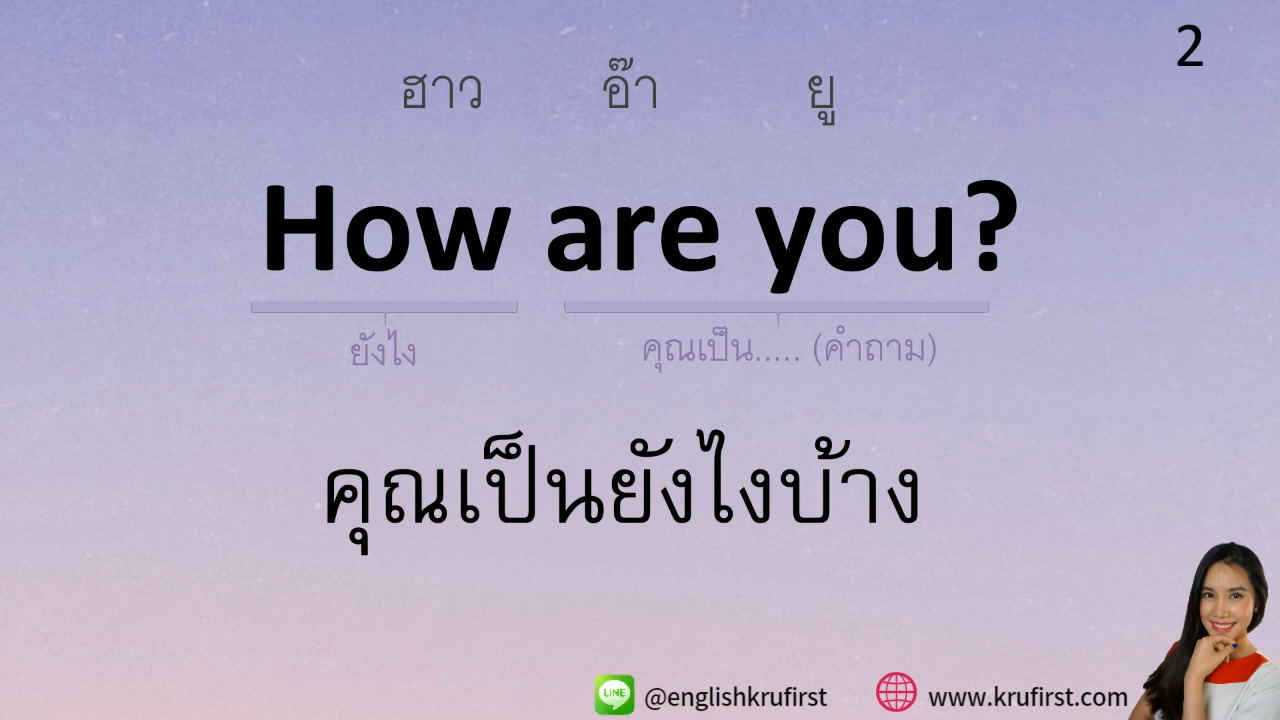 2
ฮาว อ๊า ยู
How are you?
ยังไง คุณเป็น..... (คำถาม)
คุณเป็นยังไงบ้าง
LINE @englishkrufirst www.krufirst.com